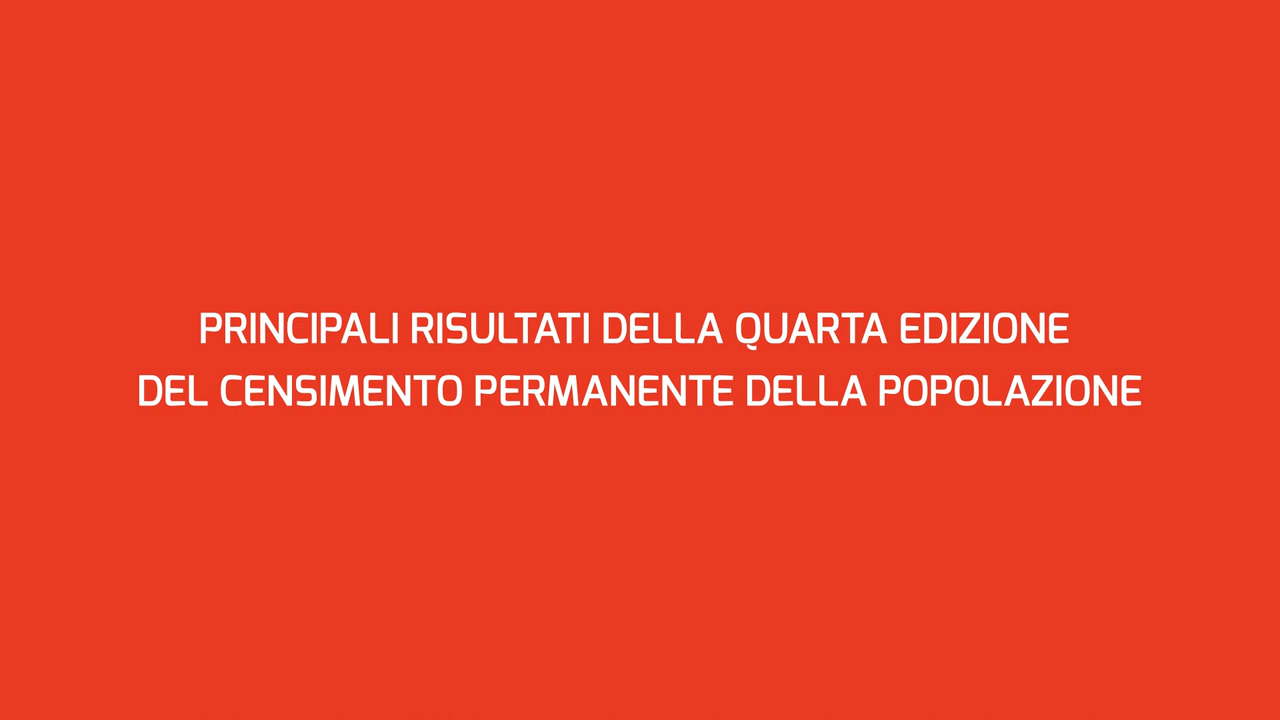 PRINCIPALI RISULTATI DELLA QUARTA EDIZIONE
DEL CENSIMENTO PERMANENTE DELLA POPOLAZIONE